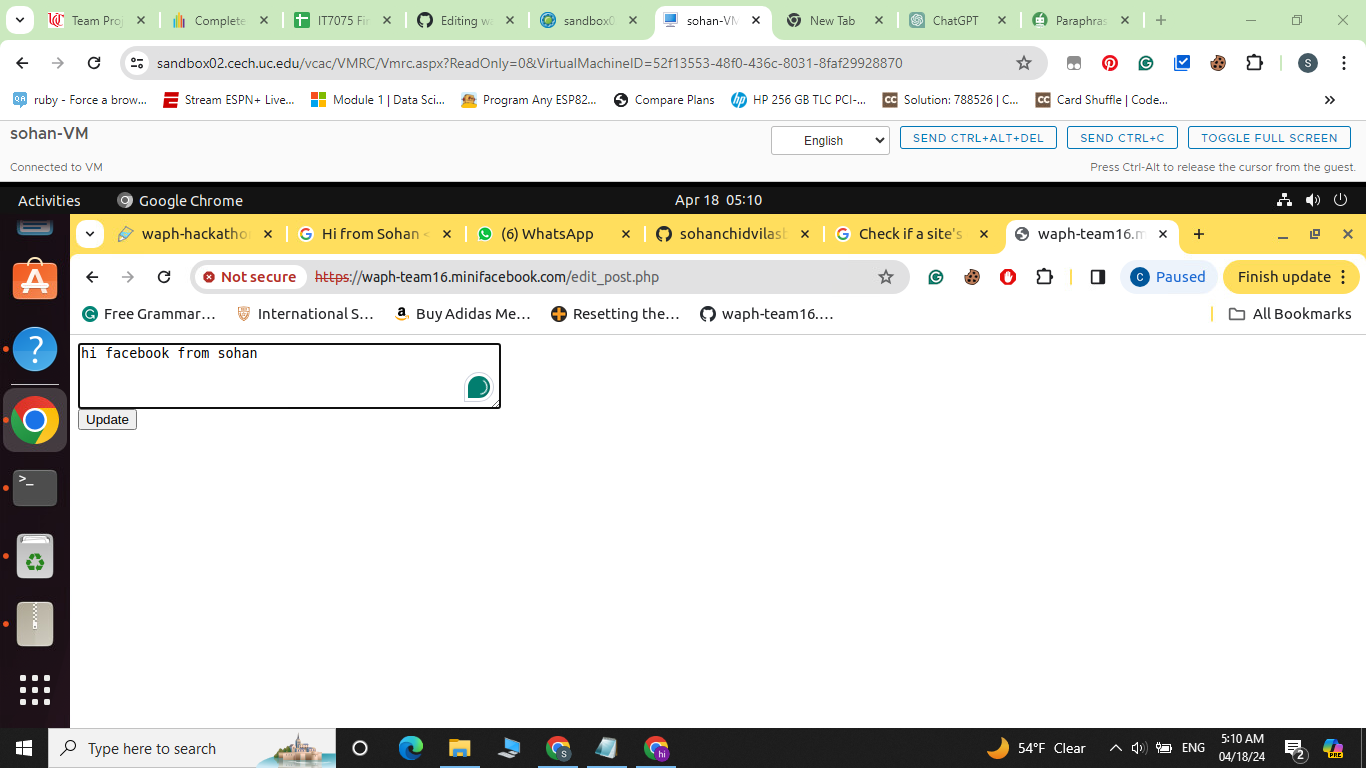 Team Proj
Complete
IT7075 Fin
Editing wa
sandbox0
sohan-VM
New Tab
ChatGPT
Paraphras
sandbox02.cech.uc.edu/vcac/VMRC/Vmrc.aspx?ReadOnly=0&VirtualMachineID=52f13553-48f0-436c-8031-8faf29928870
S
ruby - Force a brow...
Stream ESPN+ Live...
Module 1 | Data Sci...
Program Any ESP82...
Compare Plans
HP 256 GB TLC PCI-...
Solution: 788526 | C...
Card Shuffle | Code...
sohan-VM
English
SEND CTRL+ALT+DEL
SEND CTRL+C
TOGGLE FULL SCREEN
Connected to VM
Press Ctrl-Alt to release the cursor from the guest.
Activities
Google Chrome
Apr 18 05:10
waph-hackatho
Hi from Sohan <
(6) WhatsApp
sohanchidvilas
Check if a site's
waph-team16.m
Not secure
https://waph-team16.minifacebook.com/edit_post.php
C Paused
Finish update
Free Grammar...
International S...
Buy Adidas Me...
Resetting the...
waph-team16....
All Bookmarks
hi facebook from sohan
Update
Type here to search
54°F Clear
ENG
5:10 AM
04/18/24
2